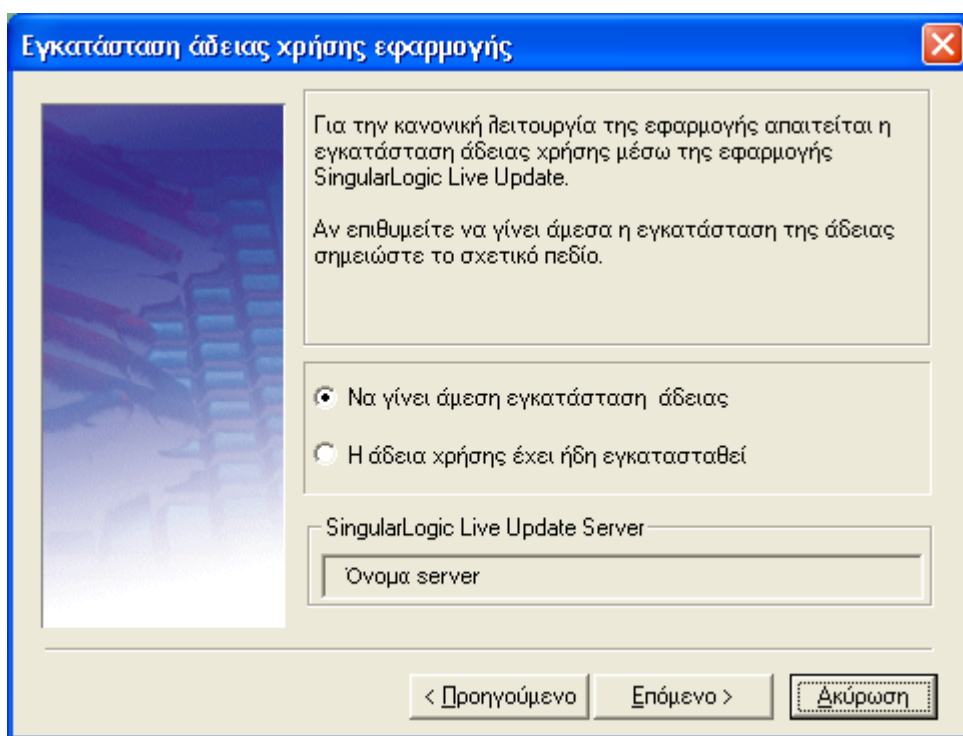 Εγκατάσταση άδειας χρήσης εφαρμογής
Για την κανονική λειτουργία της εφαρμογής απαιτείται η
εγκατάσταση άδειας χρήσης μέσω της εφαρμογής
SingularLogic Live Update.
Αν επιθυμείτε να γίνει άμεσα η εγκατάσταση της άδειας
σημειώστε το σχετικό πεδίο.
Να γίνει άμεση εγκατάσταση άδειας
Η άδεια χρήσης έχει ήδη εγκατασταθεί
SingularLogic Live Update Server
Όνομα server
< Προηγούμενο
Επόμενο >
Ακύρωση